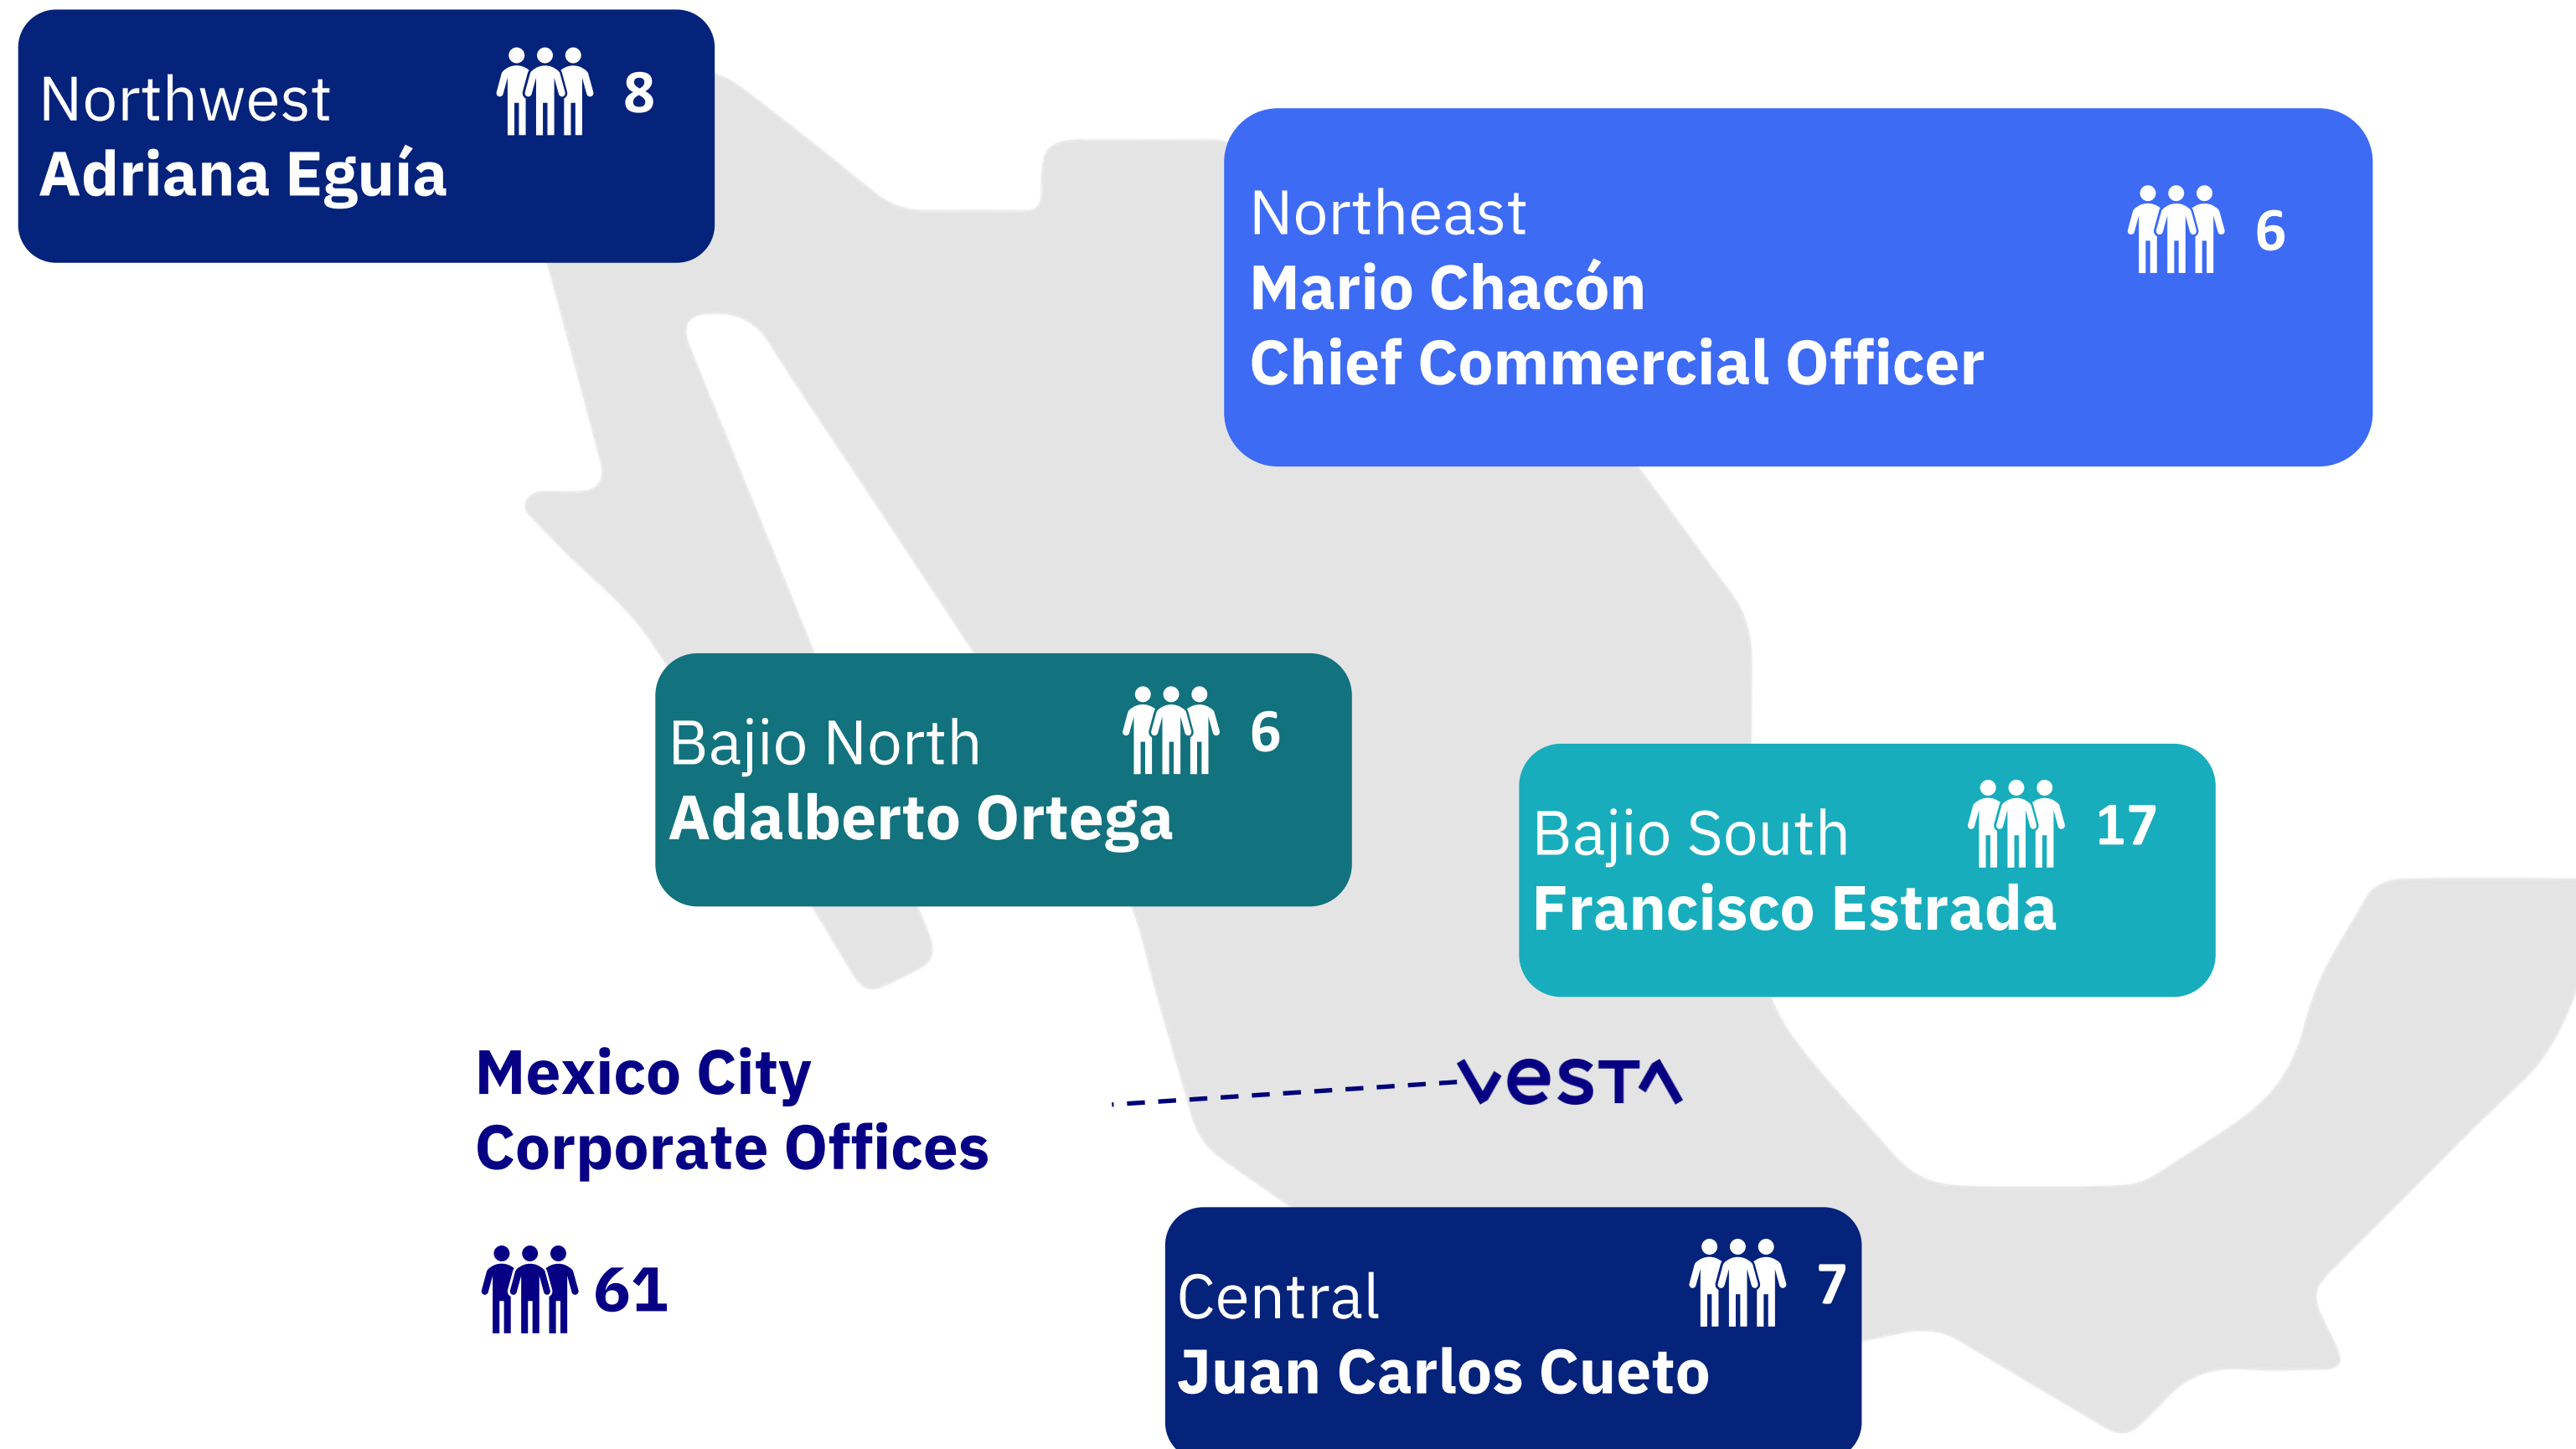 Northwest
8
Adriana Eguía
Northeast
6
Mario Chacón
Chief Commercial Officer
Bajio North
6
Adalberto Ortega
Bajio South
17
Francisco Estrada
Mexico City
Corporate Offices
VeSTA
61
Central
7
Juan Carlos Cueto